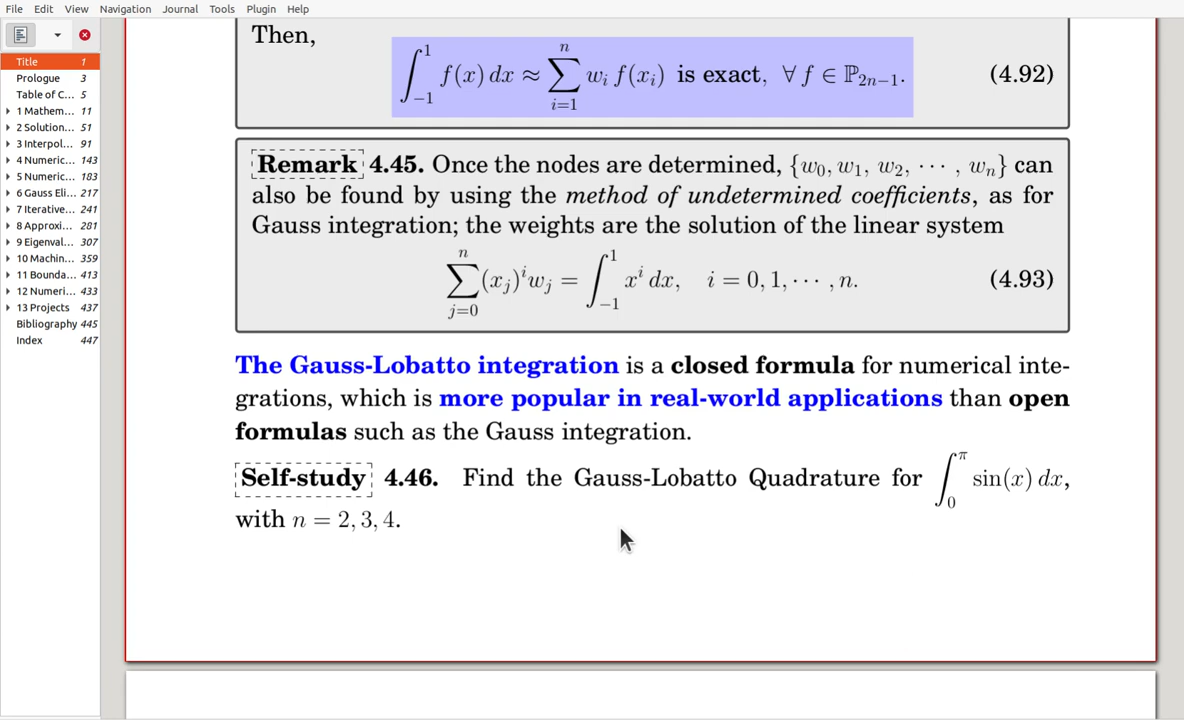 File Edit View Navigation Journal Tools Plugin Help
Title 1
Prologue 3
Table of C... 5
1 Mathem... 11
2 Solution... 51
3 Interpol... 91
4 Numeric... 143
5 Numeric... 183
6 Gauss Eli... 217
7 Iterative... 241
8 Approxi... 281
9 Eigenval... 307
10 Machin... 359
11 Bounda... 413
12 Numeri... 433
13 Projects 437
Bibliography 445
Index 447
Then,
∫_{-1}^{1} f(x) dx ≈ ∑_{i=1}^{n} w_i f(x_i) is exact, ∀ f ∈ ℙ_{2n−1}. (4.92)
Remark 4.45. Once the nodes are determined, {w_0, w_1, w_2, ⋯ , w_n} can
also be found by using the method of undetermined coefficients, as for
Gauss integration; the weights are the solution of the linear system
∑_{j=0}^{n} (x_j)^i w_j = ∫_{-1}^{1} x^i dx, i = 0, 1, ⋯ , n. (4.93)
The Gauss-Lobatto integration is a closed formula for numerical inte-
grations, which is more popular in real-world applications than open
formulas such as the Gauss integration.
Self-study 4.46. Find the Gauss-Lobatto Quadrature for ∫_0^π sin(x) dx,
with n = 2, 3, 4.